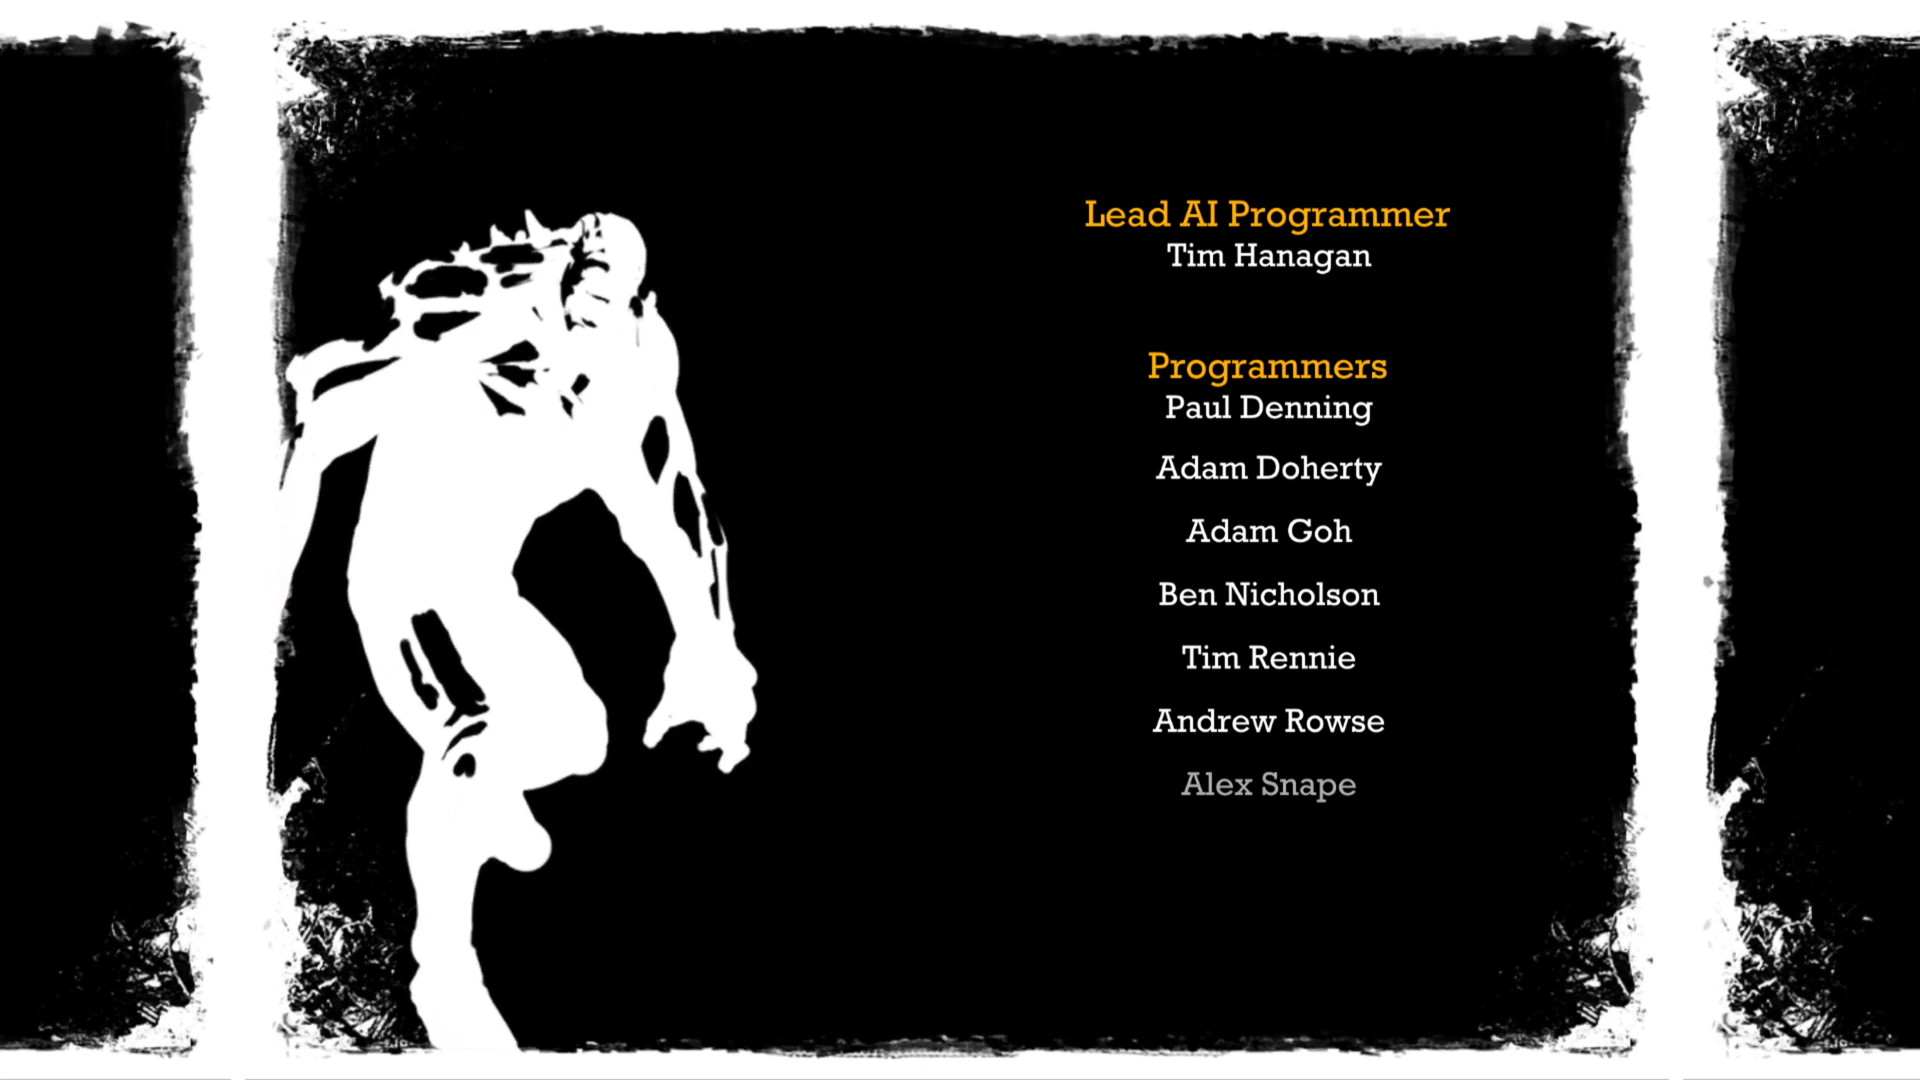 Lead AI Programmer
Tim Hanagan
Programmers
Paul Denning
Adam Doherty
Adam Goh
Ben Nicholson
Tim Rennie
Andrew Rowse
Alex Snape